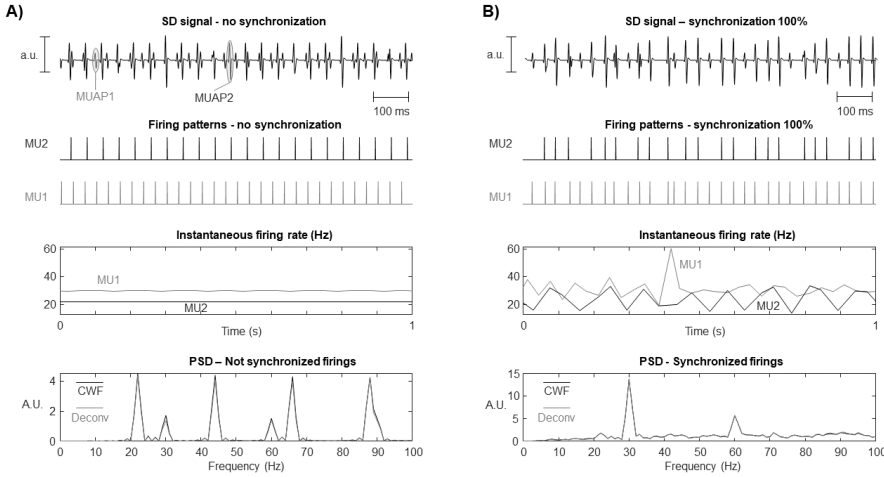 A)
SD signal - no synchronization
a.u.
MUAP1
MUAP2
100 ms
Firing patterns - no synchronization
MU2
MU1
Instantaneous firing rate (Hz)
60
40
20
MU1
MU2
0
Time (s)
1
PSD – Not synchronized firings
4
2
0
A.U.
CWF
Deconv
0 10 20 30 40 50 60 70 80 90 100
Frequency (Hz)
B)
SD signal – synchronization 100%
a.u.
100 ms
Firing patterns - synchronization 100%
MU2
MU1
Instantaneous firing rate (Hz)
60
40
20
MU1
MU2
0
Time (s)
1
PSD - Synchronized firings
15
10
5
0
A.U.
CWF
Deconv
0 10 20 30 40 50 60 70 80 90 100
Frequency (Hz)